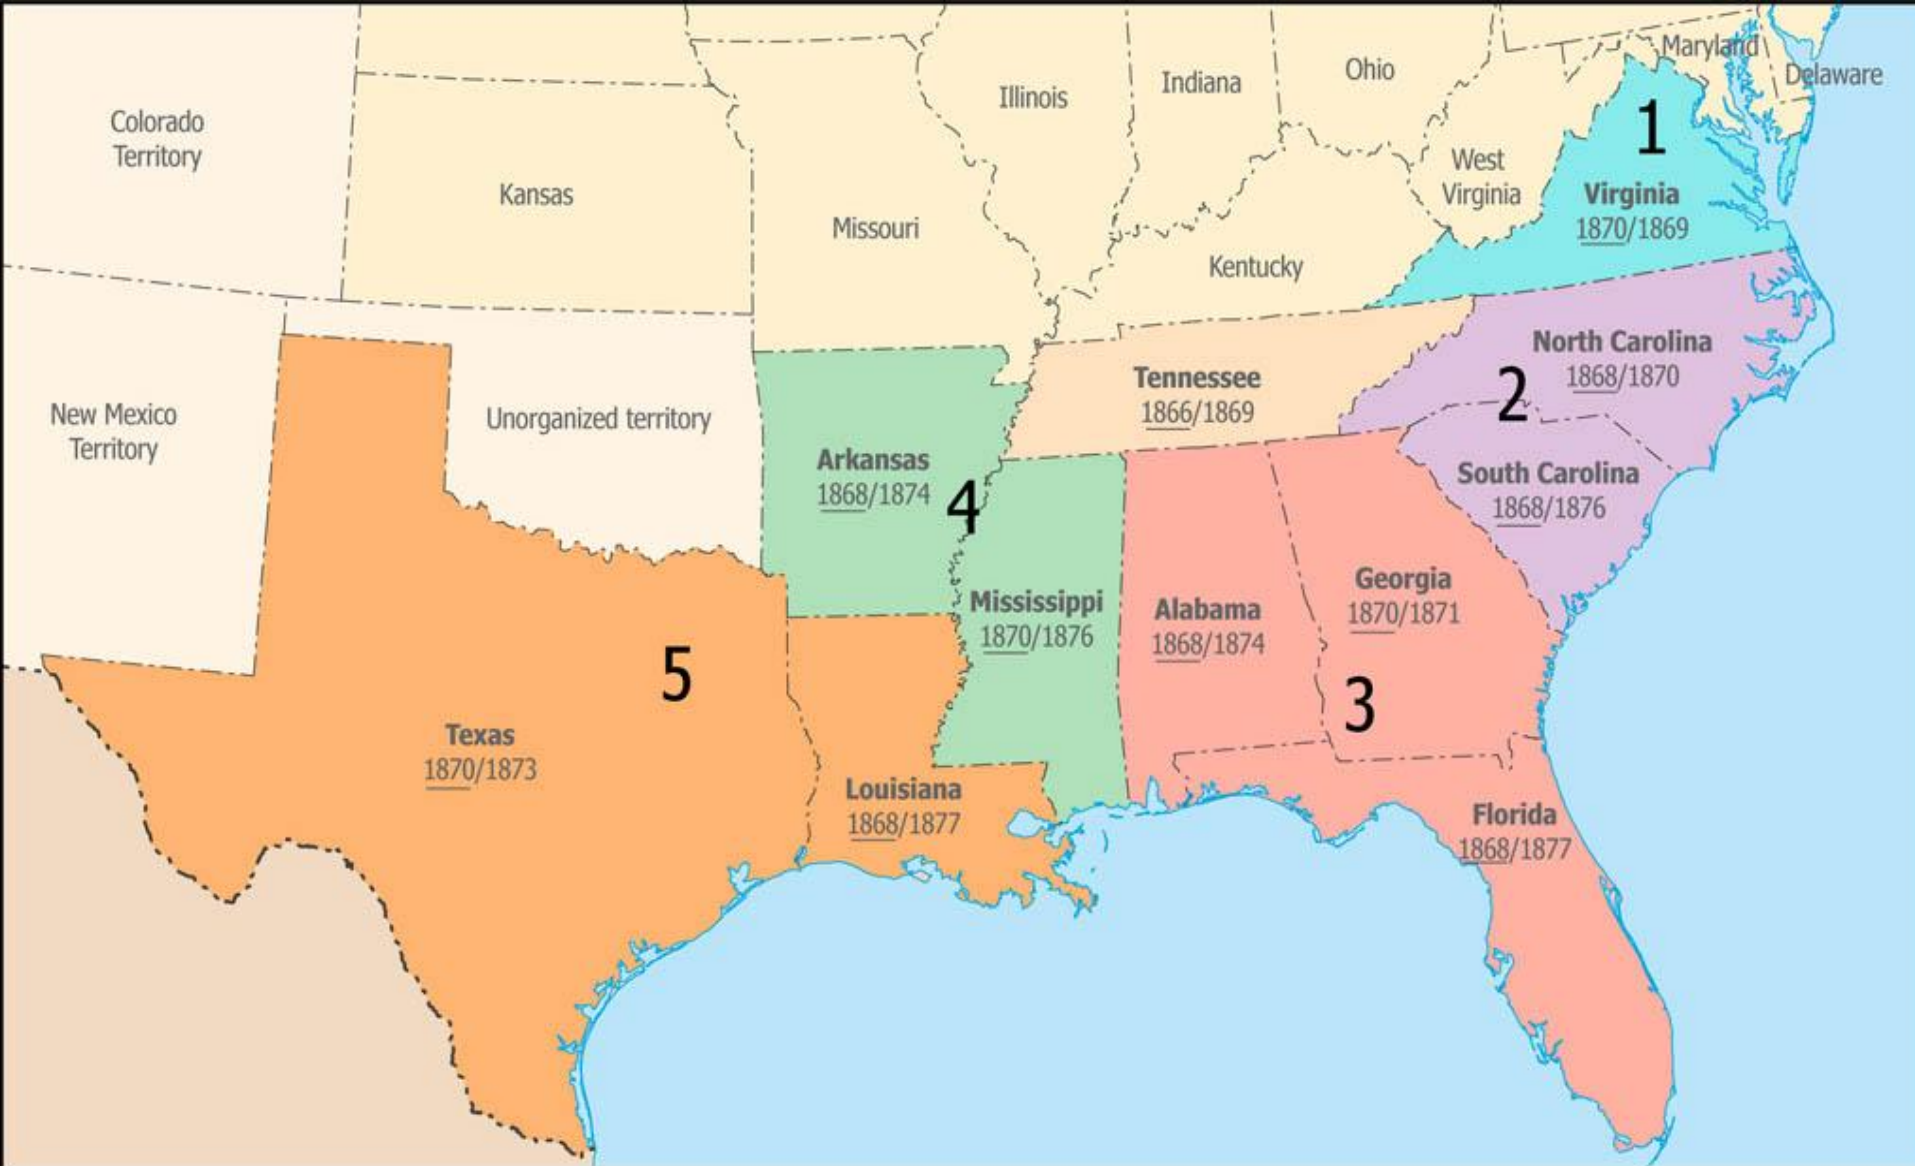 Maryland
Delaware
Ohio
Indiana
Illinois
Colorado
Territory
1
West
Virginia
Kansas
Virginia
1870/1869
Missouri
Kentucky
North Carolina
1868/1870
Tennessee
1866/1869
2
New Mexico
Territory
Unorganized territory
Arkansas
1868/1874
4
South Carolina
1868/1876
Mississippi
1870/1876
Alabama
1868/1874
Georgia
1870/1871
5
3
Texas
1870/1873
Louisiana
1868/1877
Florida
1868/1877